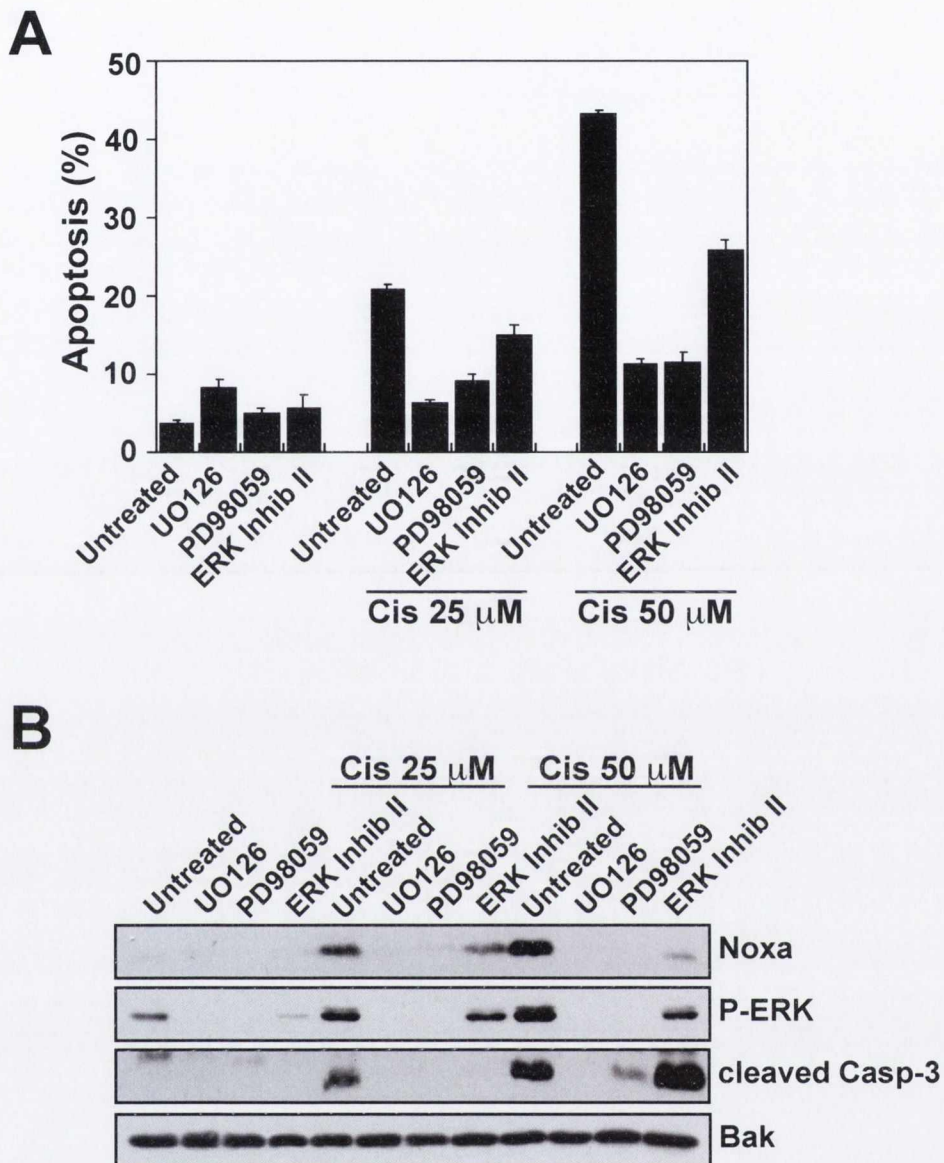 A
Apoptosis (%)
50
40
30
20
10
0
Untreated
UO126
PD98059
ERK Inhib II
Untreated
UO126
PD98059
ERK Inhib II
Untreated
UO126
PD98059
ERK Inhib II
Cis 25 μM
Cis 50 μM
B
Cis 25 μM
Cis 50 μM
Untreated
UO126
PD98059
ERK Inhib II
Untreated
UO126
PD98059
ERK Inhib II
Untreated
UO126
PD98059
ERK Inhib II
Noxa
P-ERK
cleaved Casp-3
Bak